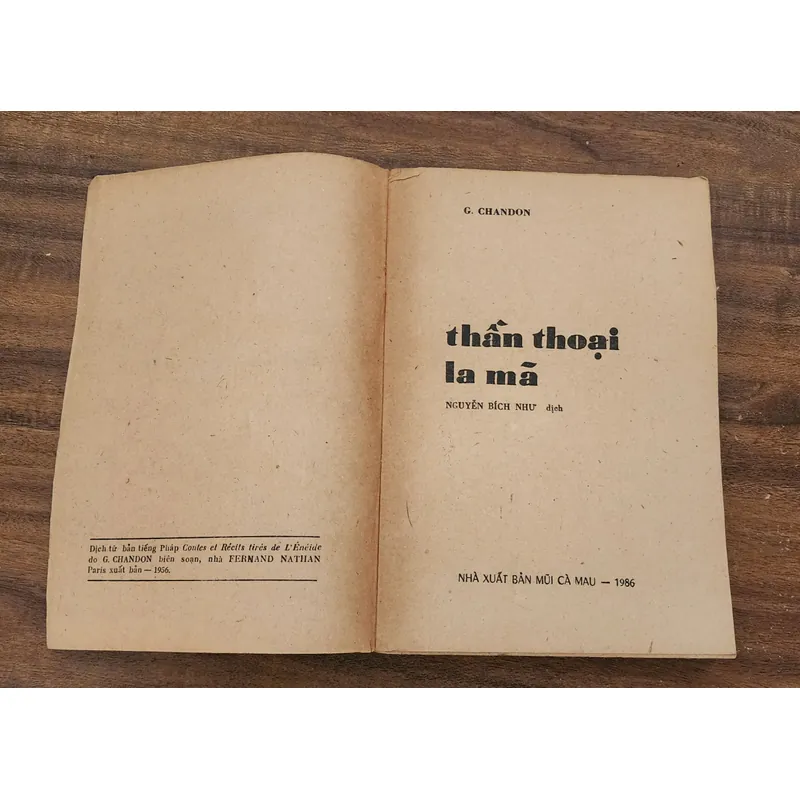 Dịch từ bản tiếng Pháp Contes et Récits tirés de L'Énéide
do G. CHANDON biên soạn, nhà FERNAND NATHAN
Paris xuất bản — 1956.
G. CHANDON
thần thoại
la mã
NGUYỄN BÍCH NHƯ dịch
NHÀ XUẤT BẢN MŨI CÀ MAU — 1986